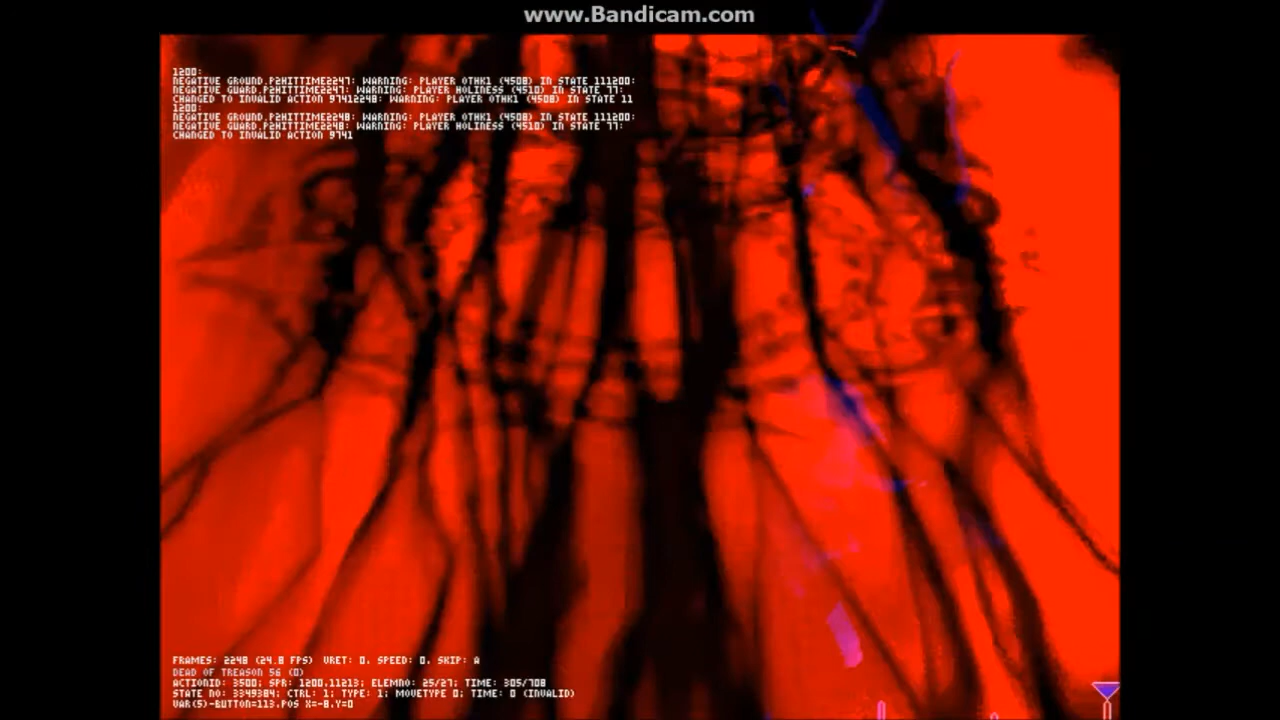 www.Bandicam.com
1200:
NEGATIVE GROUND.P2HITTIME2247: WARNING: PLAYER OTHK1 (4508) IN STATE 111200:
NEGATIVE GUARD.P2HITTIME2247: WARNING: PLAYER HOLINESS (4510) IN STATE 77:
CHANGED TO INVALID ACTION 97412248: WARNING: PLAYER OTHK1 (4508) IN STATE 11
1200:
NEGATIVE GROUND.P2HITTIME2248: WARNING: PLAYER OTHK1 (4508) IN STATE 111200:
NEGATIVE GUARD.P2HITTIME2248: WARNING: PLAYER HOLINESS (4510) IN STATE 77:
CHANGED TO INVALID ACTION 9741
FRAMES: 2248 (24.8 FPS) VRET: 0. SPEED: 0. SKIP: A
DEAD OF TREASON 56 (0)
ACTIONID: 3500; SPR: 1200,11213; ELEMNO: 25/27; TIME: 305/708
STATE NO: 3349384; CTRL: 1; TYPE: 1; MOVETYPE 0; TIME: 0 (INVALID)
VAR(5)-BUTTON=113.POS X=-8.Y=0